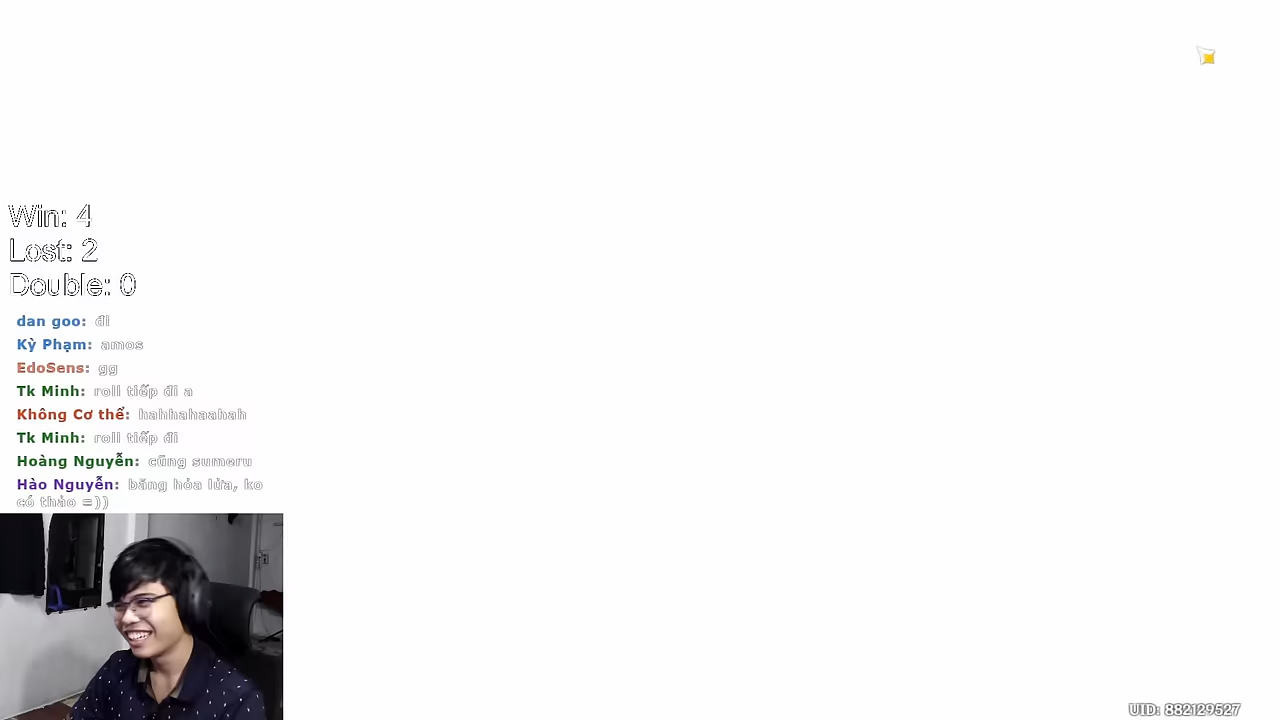 Win: 4
Lost: 2
Double: 0
dan goo: đi
Kỳ Phạm: amos
EdoSens: gg
Tk Minh: roll tiếp đi a
Không Cơ thể: hahhahaahah
Tk Minh: roll tiếp đi
Hoàng Nguyễn: cũng sumeru
Hào Nguyễn: băng hỏa lửa, ko
có thảo =))
UID: 882129527